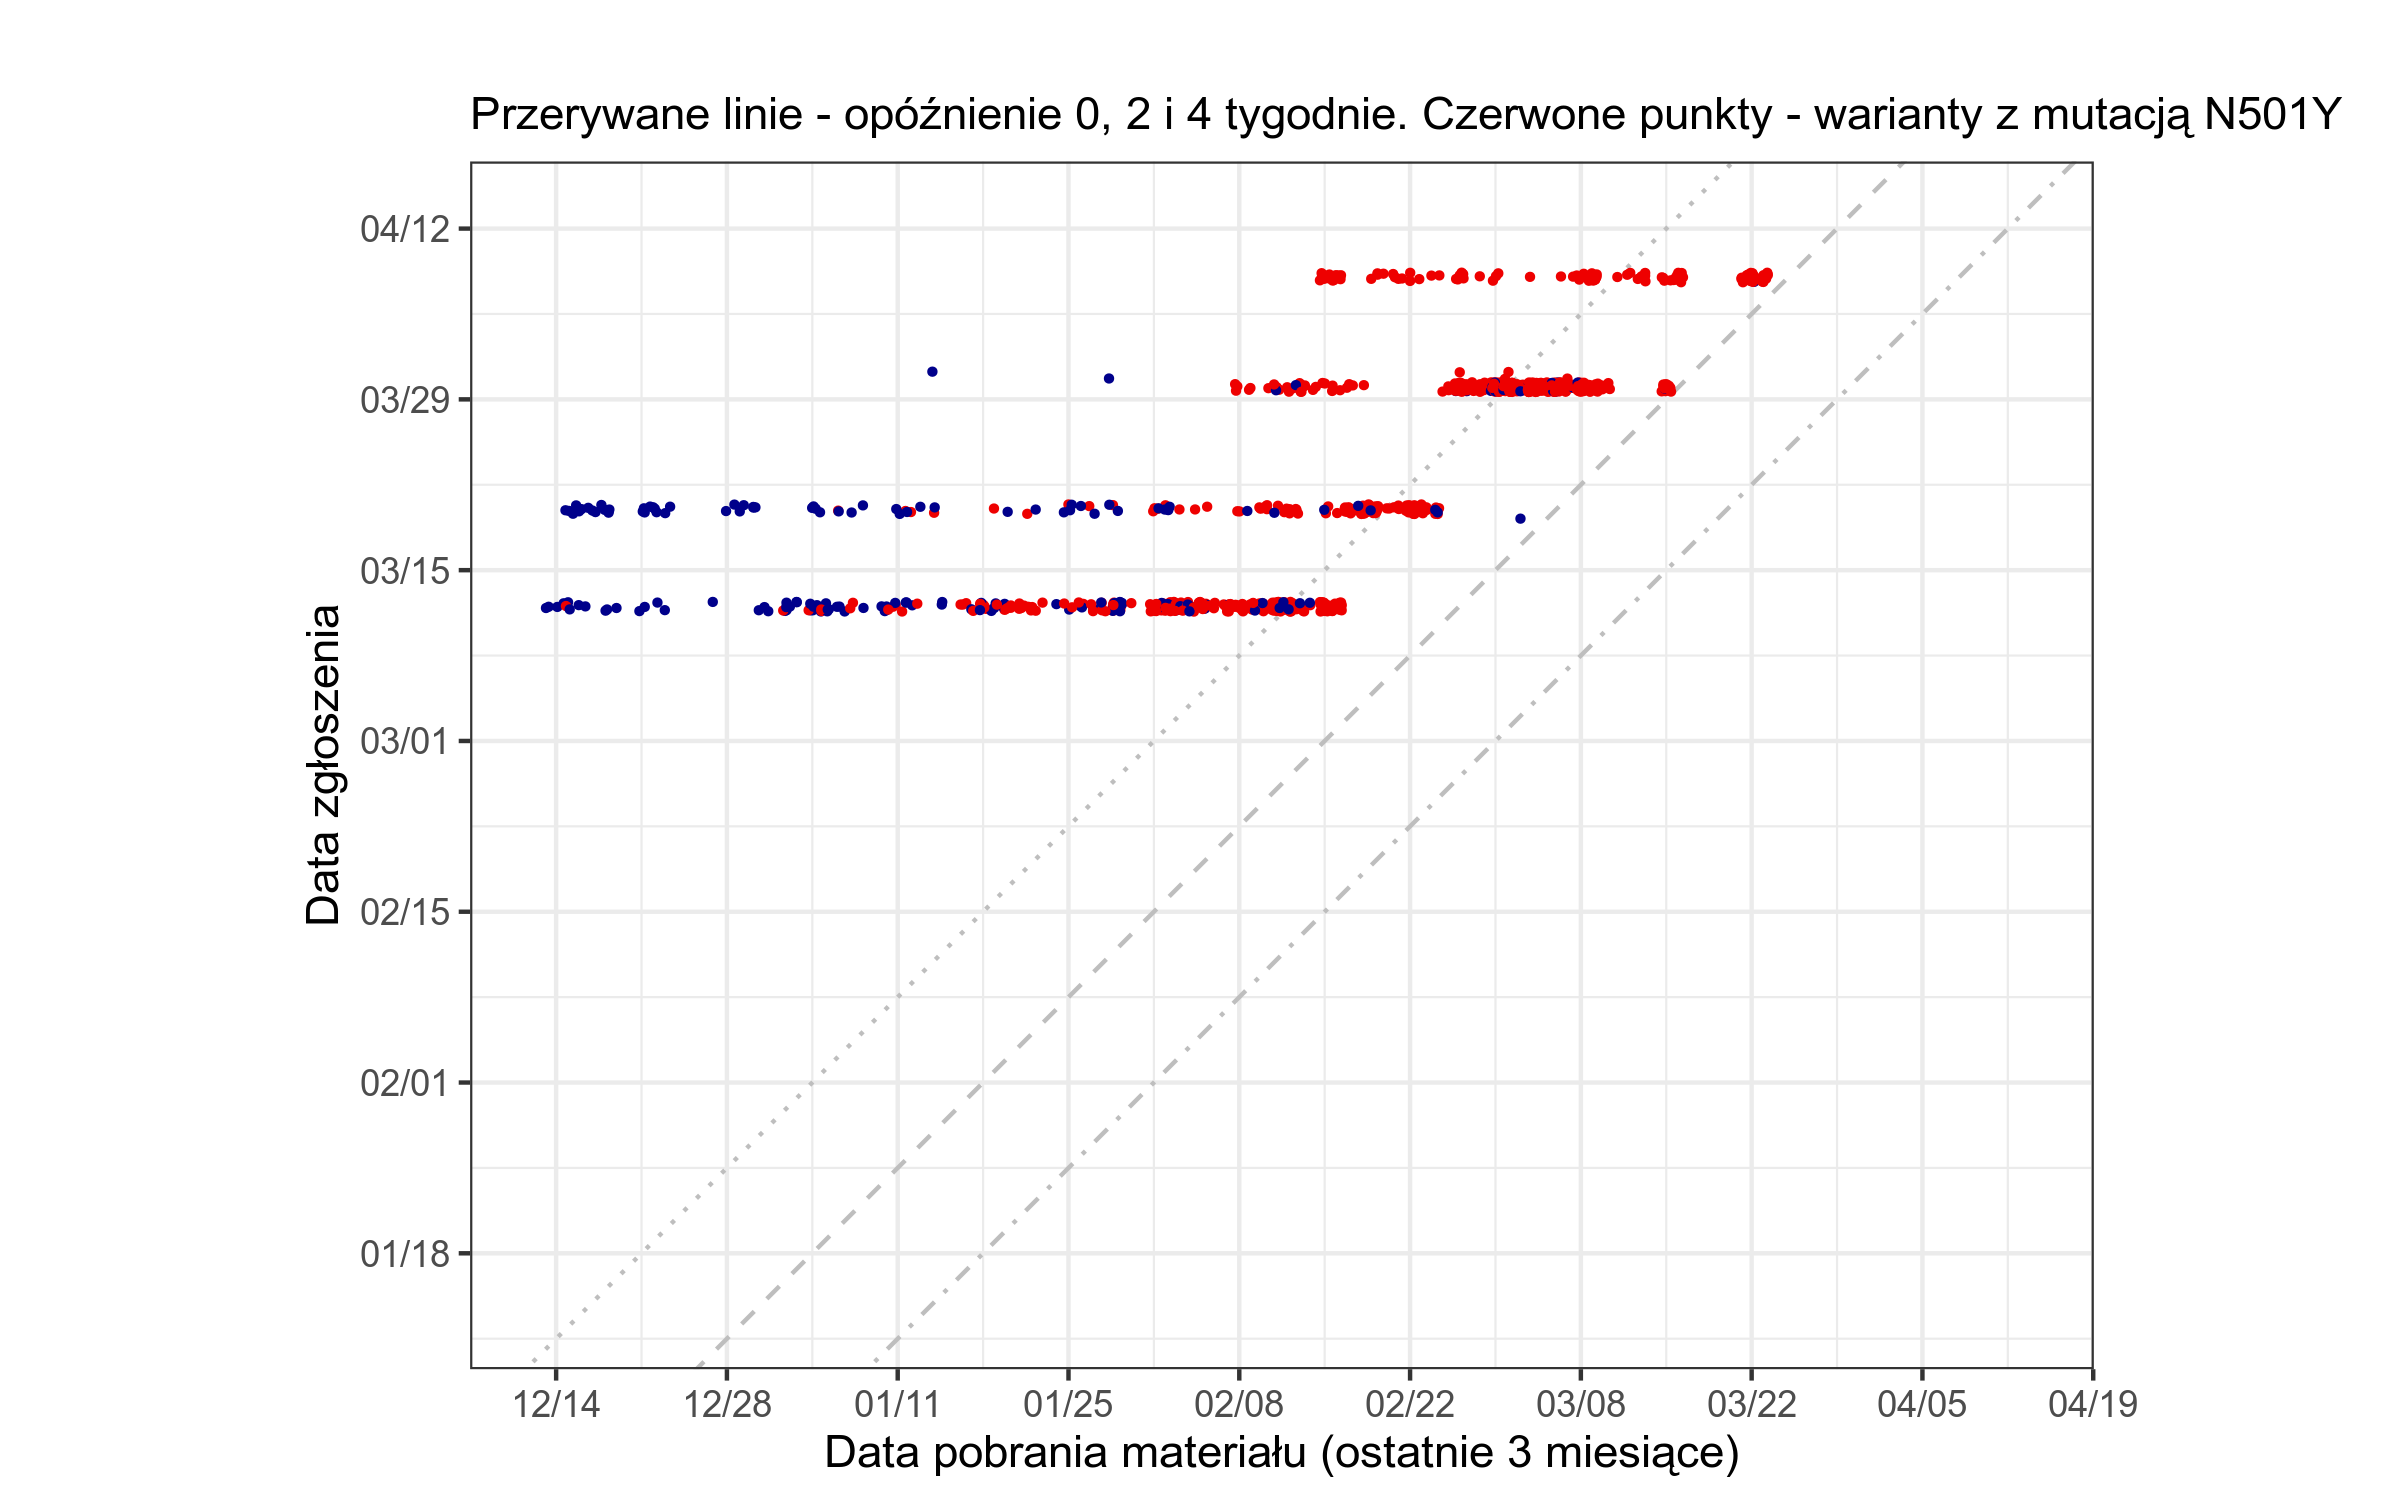 Przerywane linie - opóźnienie 0, 2 i 4 tygodnie. Czerwone punkty - warianty z mutacją N501Y
04/12
03/29
03/15
03/01
02/15
02/01
01/18
Data zgłoszenia
12/14 12/28 01/11 01/25 02/08 02/22 03/08 03/22 04/05 04/19
Data pobrania materiału (ostatnie 3 miesiące)